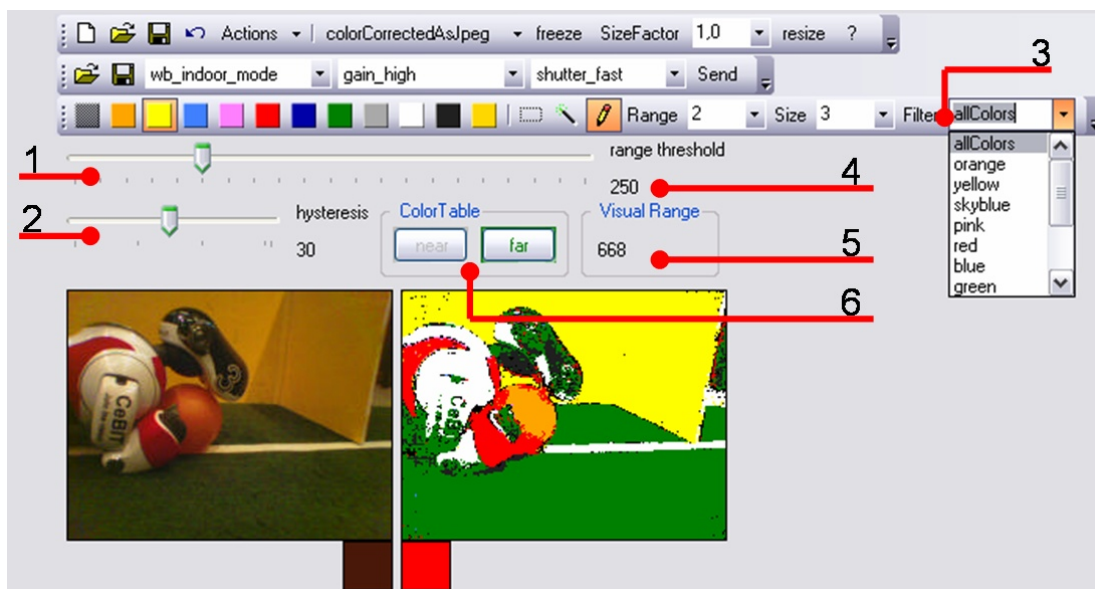 Actions colorCorrectedAsJpeg freeze SizeFactor 1,0 resize ?
wb_indoor_mode gain_high shutter_fast Send
Range 2 Size 3 Filter allColors
3
allColors
orange
yellow
skyblue
pink
red
blue
green
1
range threshold
250
4
2
hysteresis
30
ColorTable
near far
Visual Range
668
5
6
CeBIT
3
CeBIT